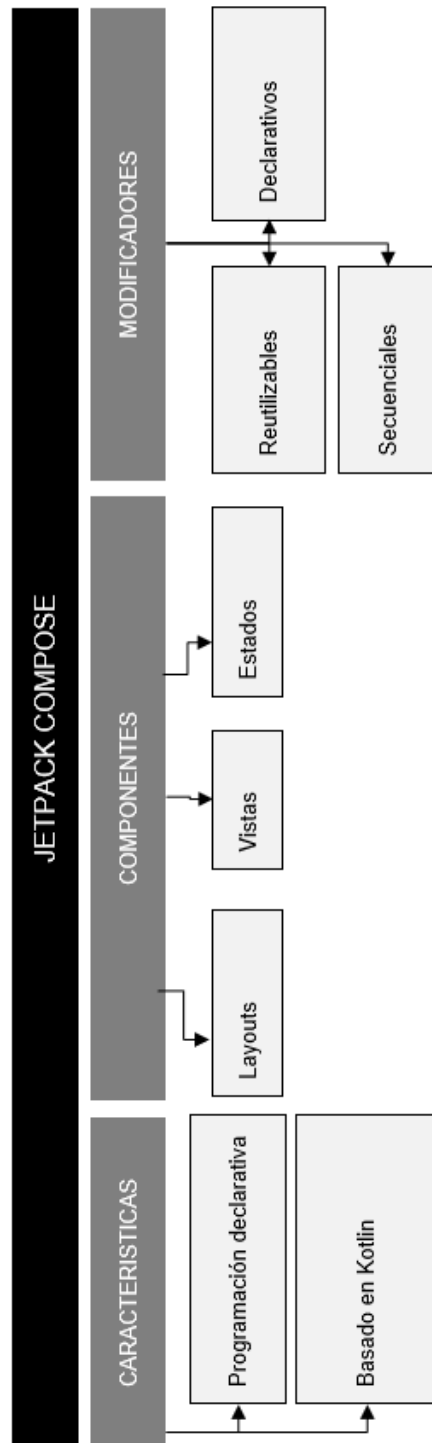 JETPACK COMPOSE
CARACTERISTICAS
Programación declarativa
Basado en Kotlin
COMPONENTES
Layouts
Vistas
Estados
MODIFICADORES
Reutilizables
Declarativos
Secuenciales